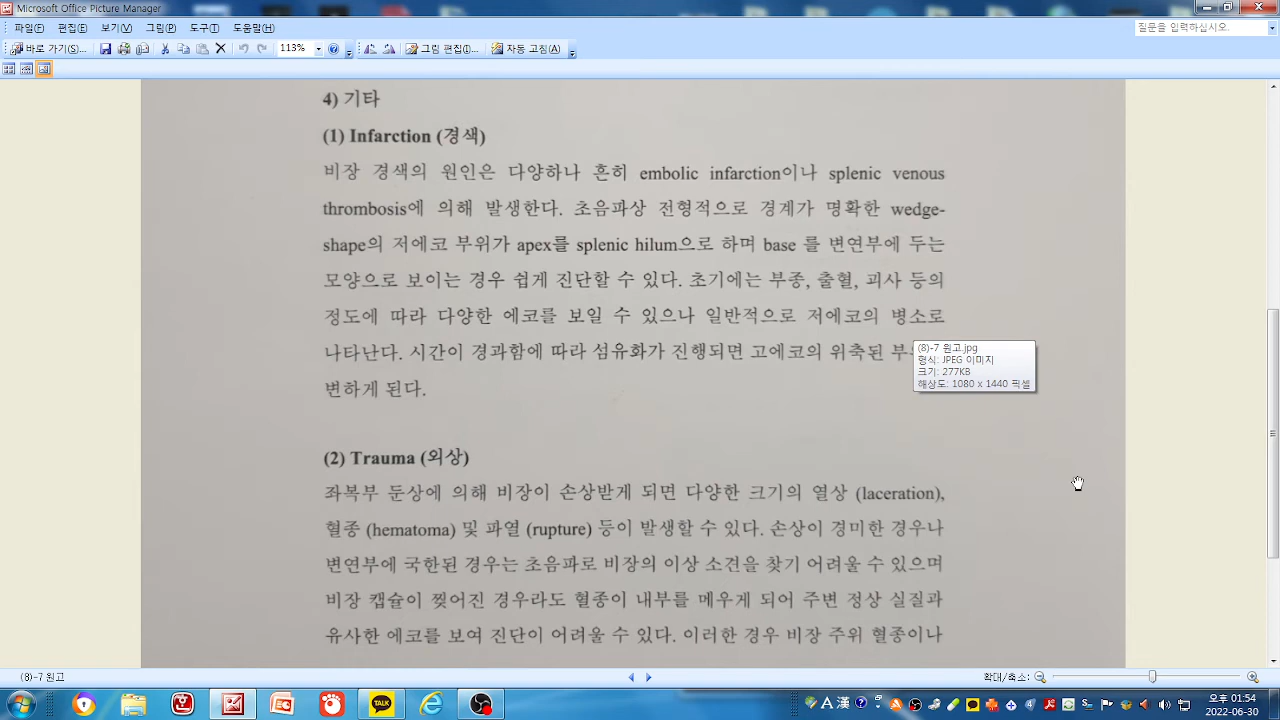 Microsoft Office Picture Manager
파일(F) 편집(E) 보기(V) 그림(P) 도구(T) 도움말(H)
질문을 입력하십시오.
바로 가기(S)... 113% 그림 편집(I)... 자동 고침(A)
4) 기타
(1) Infarction (경색)
비장 경색의 원인은 다양하나 흔히 embolic infarction이나 splenic venous
thrombosis에 의해 발생한다. 초음파상 전형적으로 경계가 명확한 wedge-
shape의 저에코 부위가 apex를 splenic hilum으로 하며 base 를 변연부에 두는
모양으로 보이는 경우 쉽게 진단할 수 있다. 초기에는 부종, 출혈, 괴사 등의
정도에 따라 다양한 에코를 보일 수 있으나 일반적으로 저에코의 병소로
나타난다. 시간이 경과함에 따라 섬유화가 진행되면 고에코의 위축된
변하게 된다.
(8)-7 원고.jpg
형식: JPEG 이미지
크기: 277KB
해상도: 1080 x 1440 픽셀
(2) Trauma (외상)
좌복부 둔상에 의해 비장이 손상받게 되면 다양한 크기의 열상 (laceration),
혈종 (hematoma) 및 파열 (rupture) 등이 발생할 수 있다. 손상이 경미한 경우나
변연부에 국한된 경우는 초음파로 비장의 이상 소견을 찾기 어려울 수 있으며
비장 캡슐이 찢어진 경우라도 혈종이 내부를 메우게 되어 주변 정상 실질과
유사한 에코를 보여 진단이 어려울 수 있다. 이러한 경우 비장 주위 혈종이나
(8)-7 원고
확대/축소:
TALK
A 漢
오후 01:54
2022-06-30